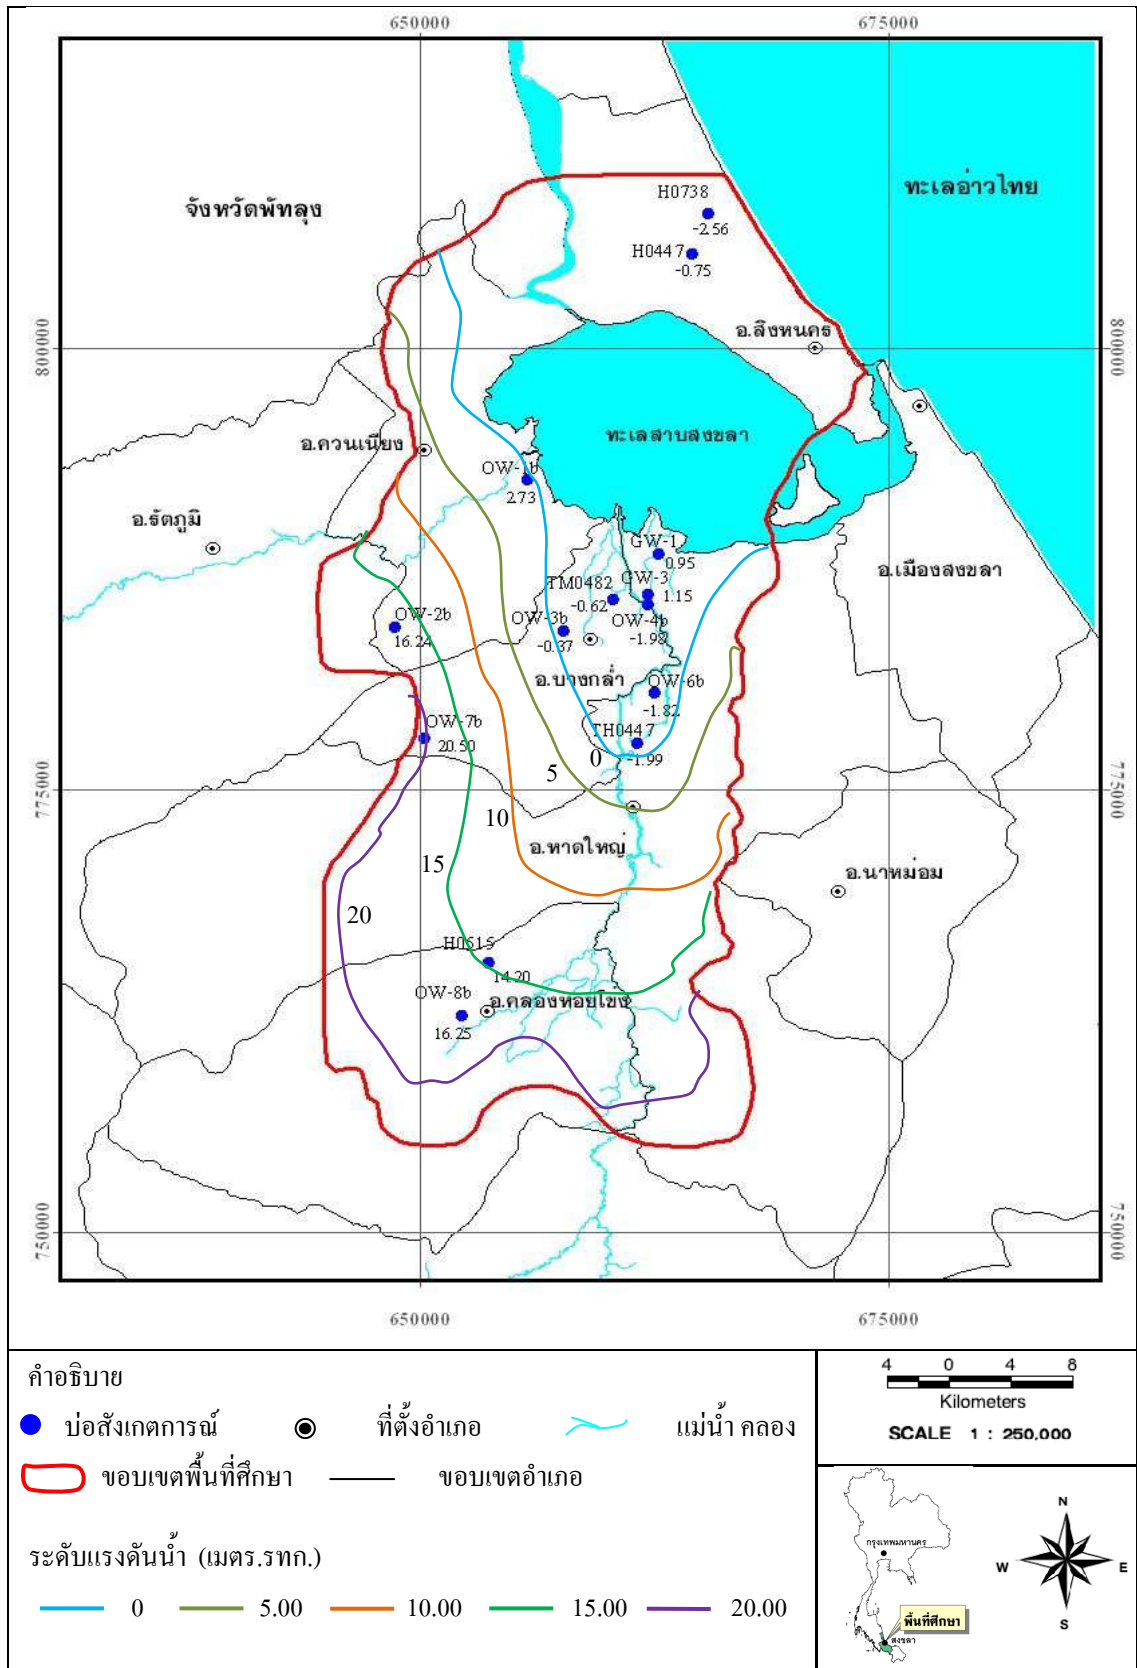 650000 675000
จังหวัดพัทลุง
ทะเลอ่าวไทย
H0738
-2.56
H0447
-0.75
800000
800000
อ.สิงหนคร
ทะเลสาบสงขลา
อ.ควนเนียง
OW-1b
2.73
อ.รัตภูมิ
GW-1
0.95
อ.เมืองสงขลา
TM0482
-0.62
GW-3
1.15
OW-2b
16.24
OW-3b
-0.37
OW-4b
-1.98
อ.บางกล่ำ
OW-6b
-1.82
OW-7b
20.50
TH0447
-1.99
0
5
775000
775000
10
อ.หาดใหญ่
15
อ.นาหม่อม
20
H0515
14.20
OW-8b
อ.คลองหอยโข่ง
16.25
750000
750000
650000 675000
คำอธิบาย
บ่อสังเกตการณ์ ที่ตั้งอำเภอ แม่น้ำ คลอง
ขอบเขตพื้นที่ศึกษา ขอบเขตอำเภอ
ระดับแรงดันน้ำ (เมตร.รทก.)
0 5.00 10.00 15.00 20.00
4 0 4 8
Kilometers
SCALE 1 : 250,000
กรุงเทพมหานคร
พื้นที่ศึกษา
สงขลา
N
W E
S